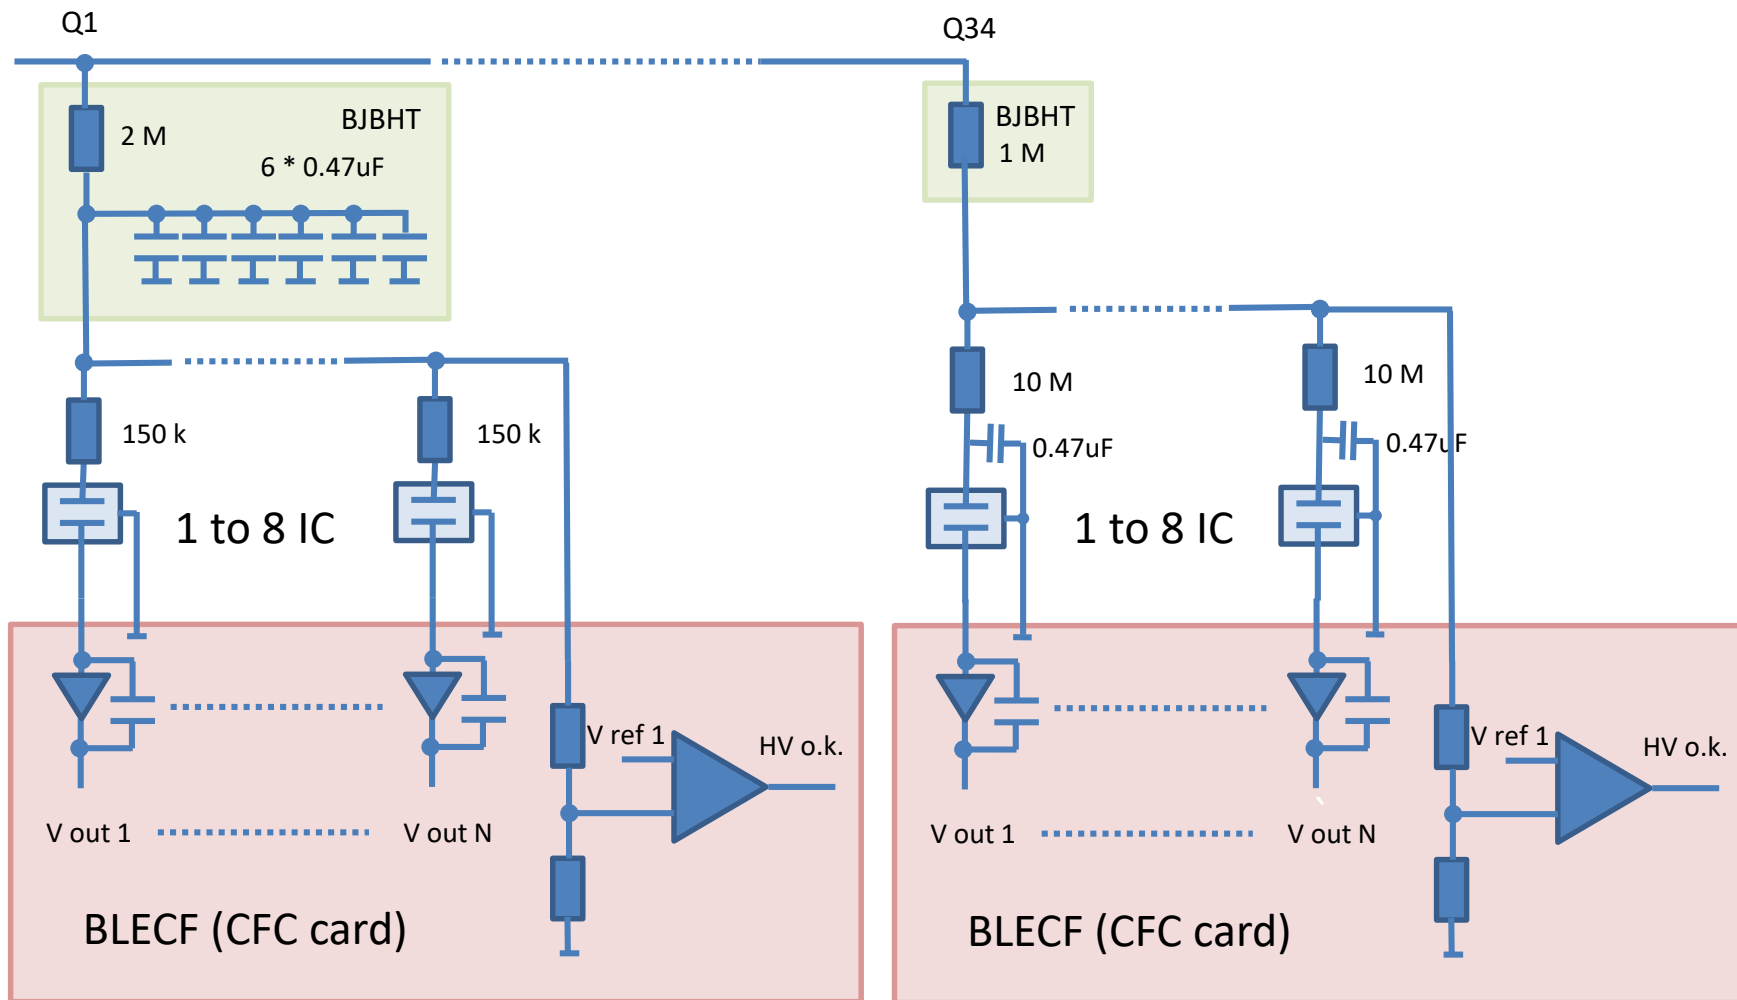 Q1
Q34
BJBHT
2 M
6 * 0.47uF
BJBHT
1 M
150 k
150 k
10 M
10 M
0.47uF
0.47uF
1 to 8 IC
1 to 8 IC
V ref 1
HV o.k.
V ref 1
HV o.k.
V out 1
V out N
V out 1
V out N
`
BLECF (CFC card)
BLECF (CFC card)